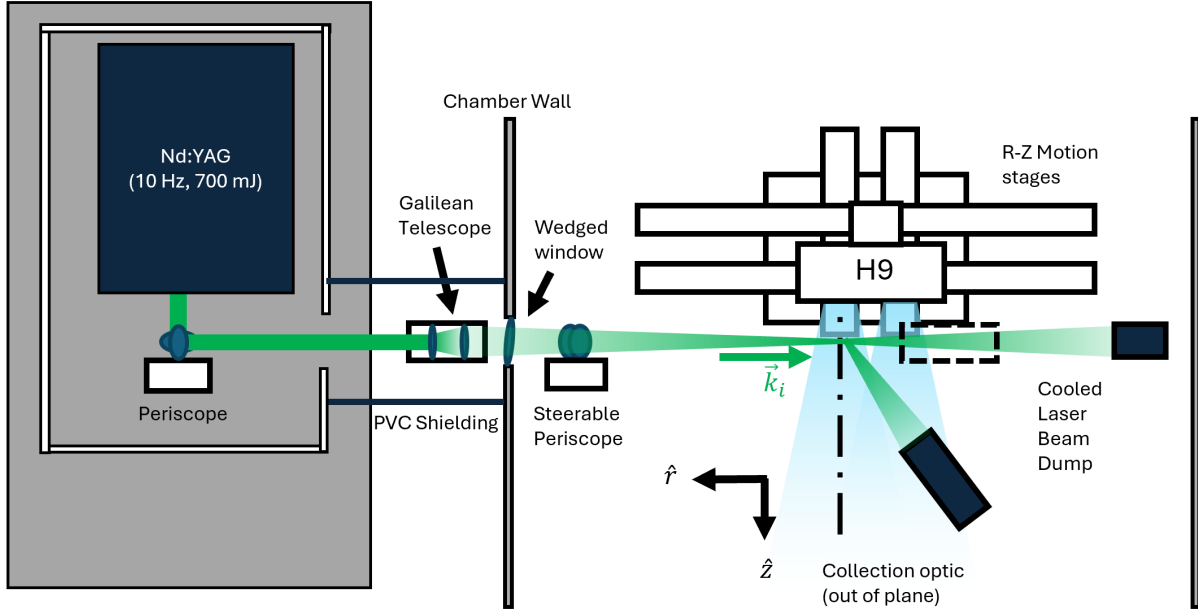 Nd:YAG
(10 Hz, 700 mJ)
Periscope
Chamber Wall
Galilean
Telescope
Wedged
window
PVC Shielding
Steerable
Periscope
R-Z Motion
stages
H9
k⃗ᵢ
r̂
ẑ
Cooled
Laser
Beam
Dump
Collection optic
(out of plane)